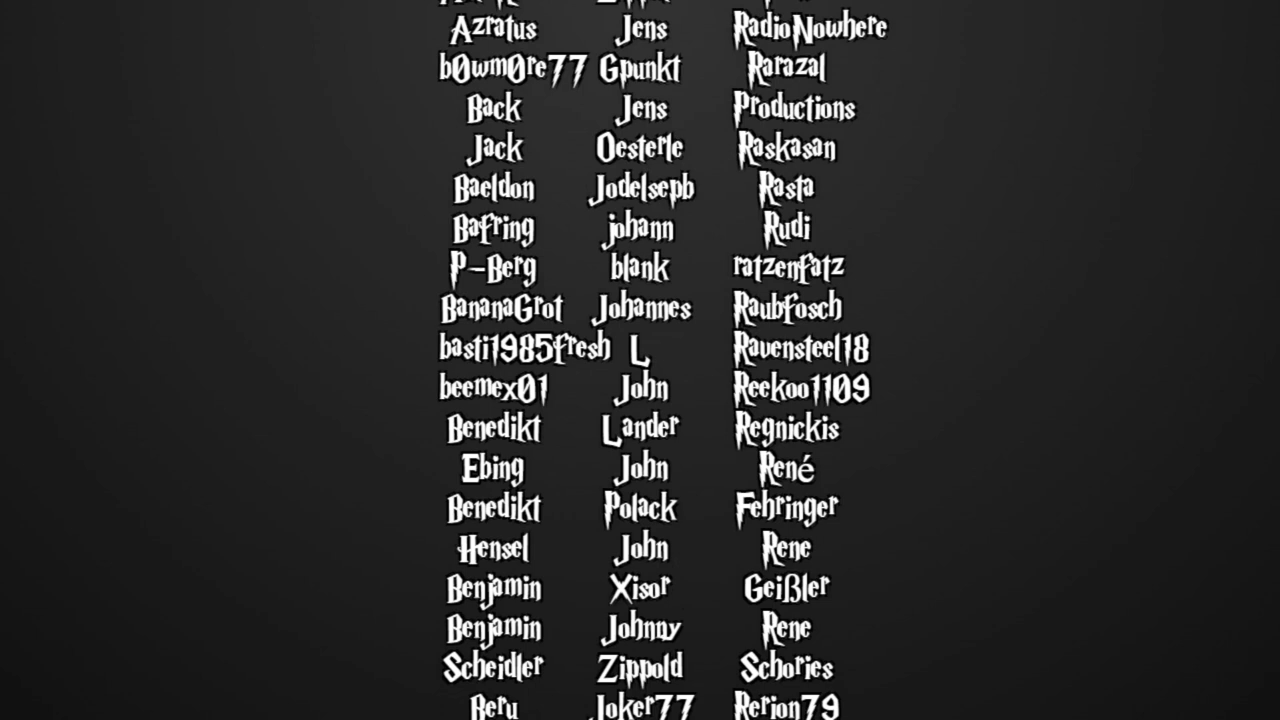 Azratus Jens RadioNowhere
b0wm0re77 Gpunkt Rarazal
Back Jens Productions
Jack Oesterle Raskasan
Baeldon Jodelsepb Rasta
Bafring johann Rudi
P-Berg blank ratzenfatz
BananaGrot Johannes Raubfosch
basti1985fresh L Ravensteel18
beemex01 John Reekoo1109
Benedikt Lander Regnickis
Ebing John René
Benedikt Polack Fehringer
Hensel John Rene
Benjamin Xisor Geißler
Benjamin Johnny Rene
Scheidler Zippold Schories
Beru Joker77 Rerion79